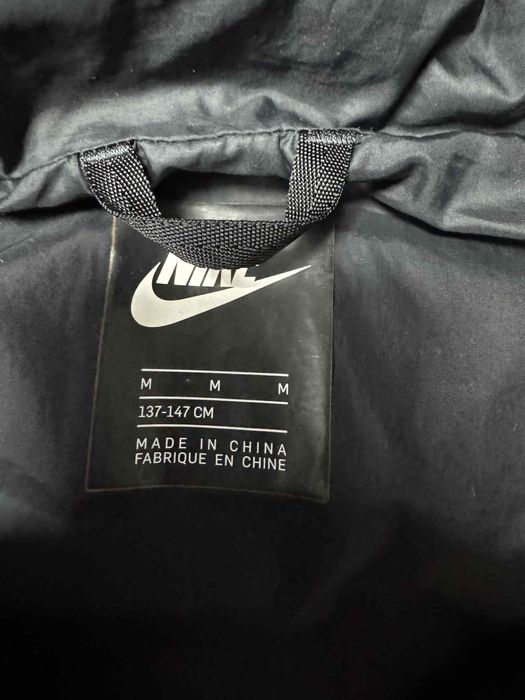 NIKE
M M M
137-147 CM
MADE IN CHINA
FABRIQUE EN CHINE